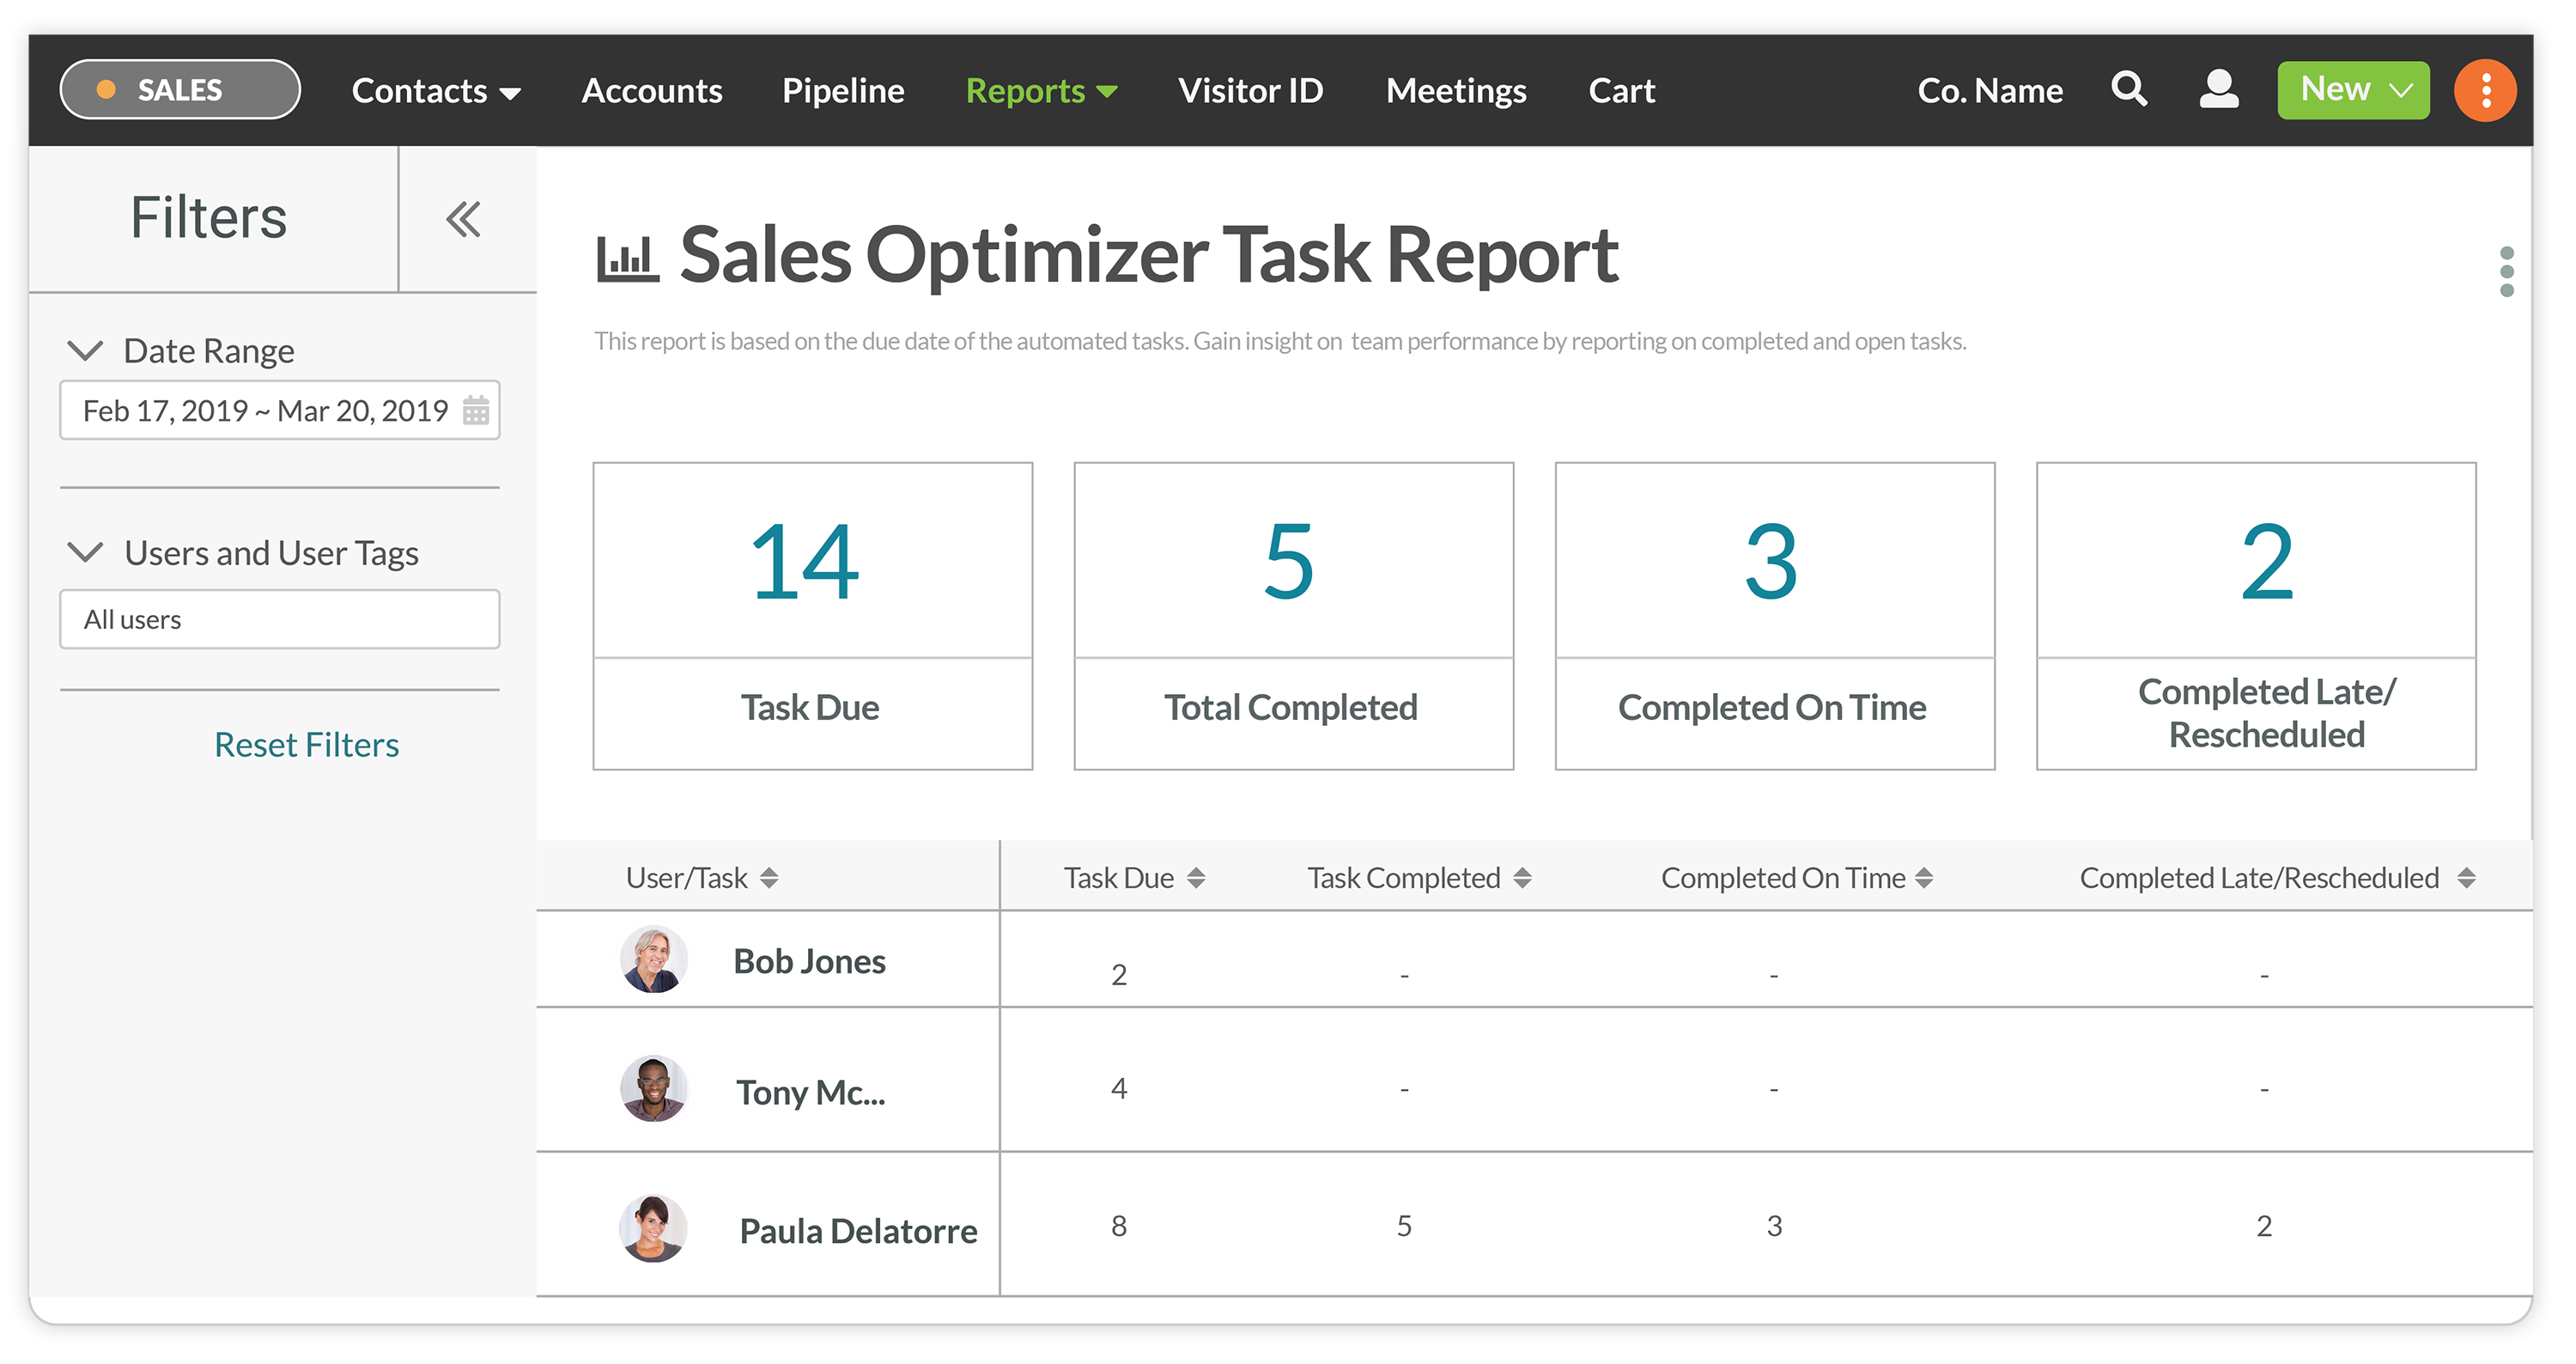 SALES Contacts Accounts Pipeline Reports Visitor ID Meetings Cart Co. Name New
Filters
Date Range
Feb 17, 2019 ~ Mar 20, 2019
Users and User Tags
All users
Reset Filters
Sales Optimizer Task Report
This report is based on the due date of the automated tasks. Gain insight on team performance by reporting on completed and open tasks.
14
Task Due
5
Total Completed
3
Completed On Time
2
Completed Late/
Rescheduled
User/Task Task Due Task Completed Completed On Time Completed Late/Rescheduled
Bob Jones 2 - - -
Tony Mc... 4 - - -
Paula Delatorre 8 5 3 2